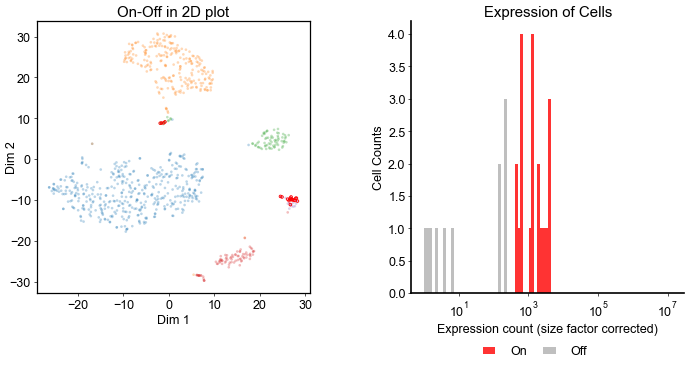 On-Off in 2D plot
30
20
10
0
−10
−20
−30
Dim 2
−20 −10 0 10 20 30
Dim 1
Expression of Cells
4.0
3.5
3.0
2.5
2.0
1.5
1.0
0.5
0.0
Cell Counts
10^1 10^3 10^5 10^7
Expression count (size factor corrected)
On Off